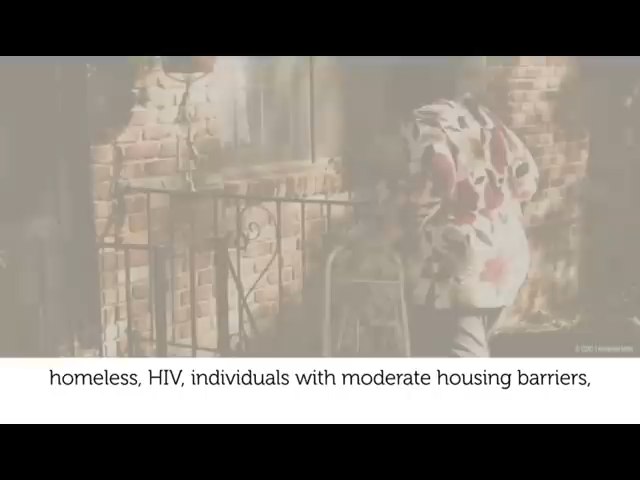 homeless, HIV, individuals with moderate housing barriers,